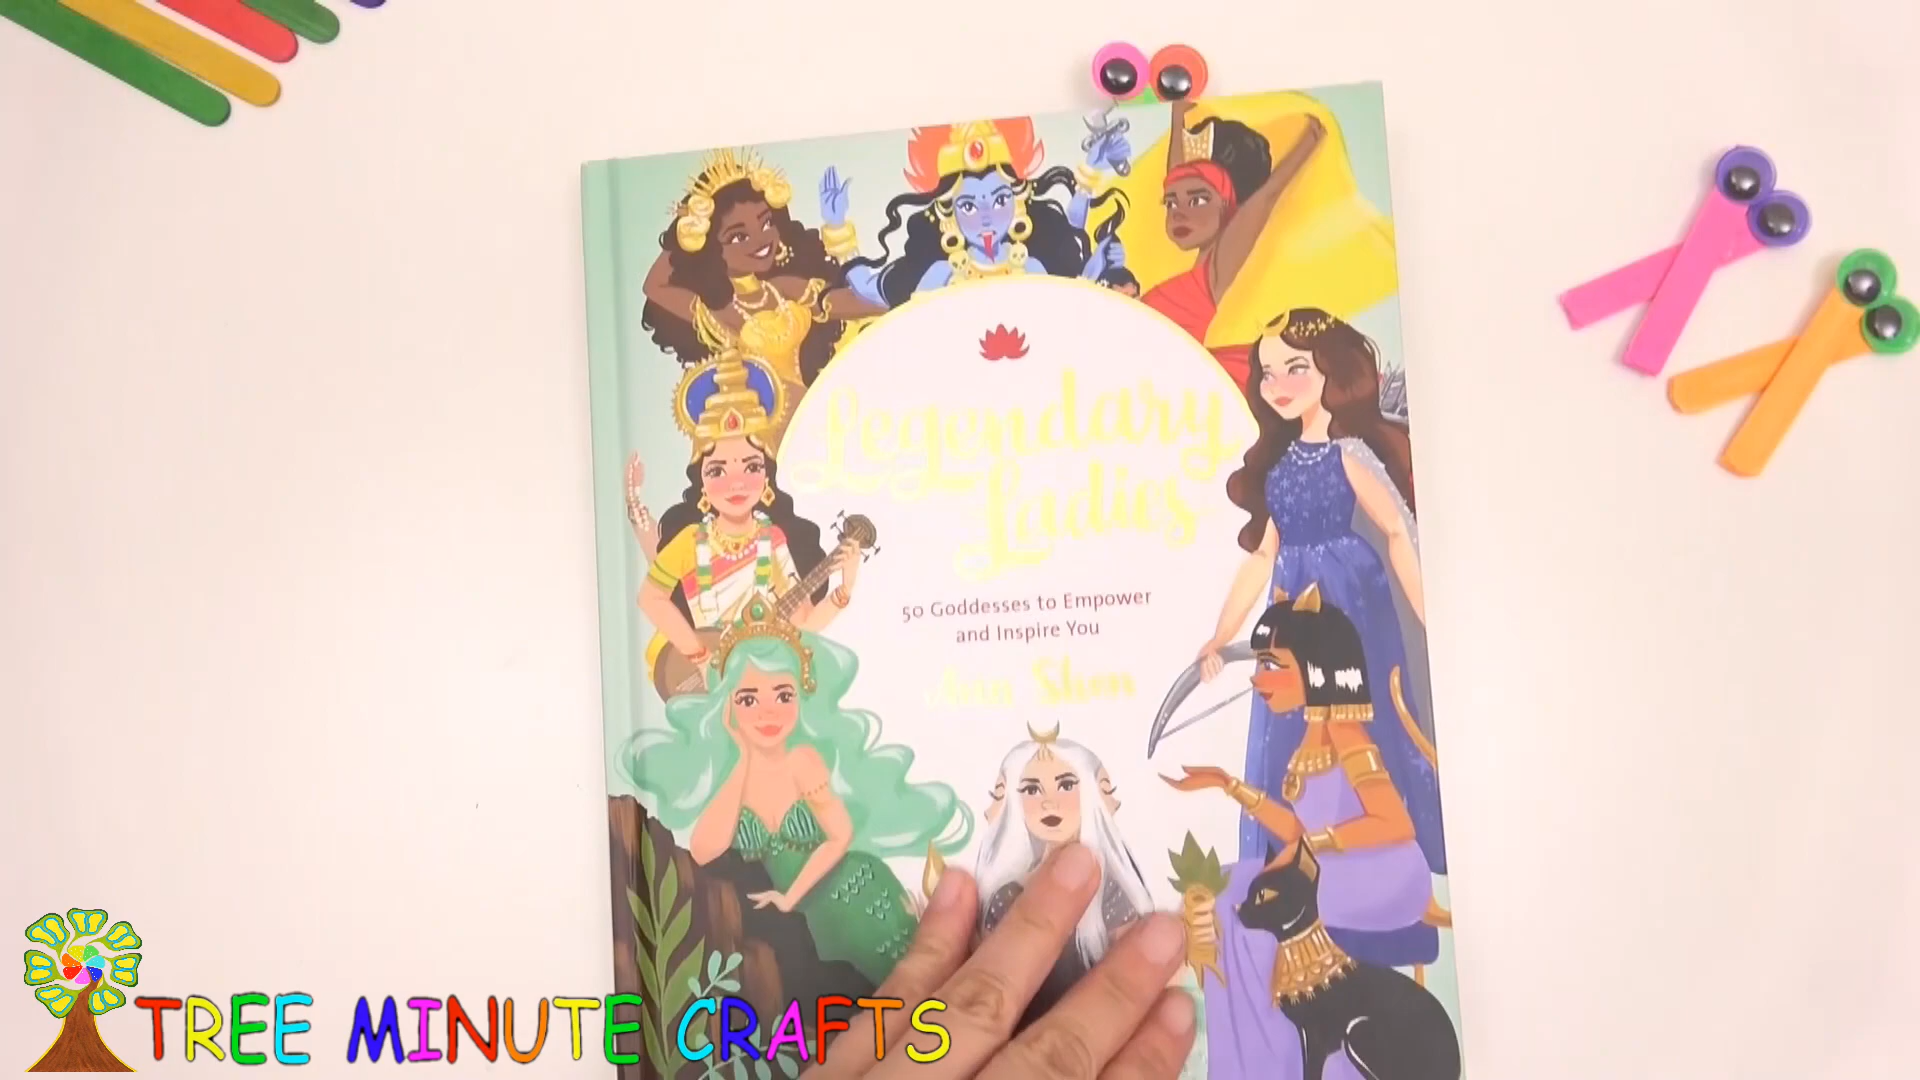 Legendary
Ladies
50 Goddesses to Empower
and Inspire You
Ann Shen
TREE MINUTE CRAFTS